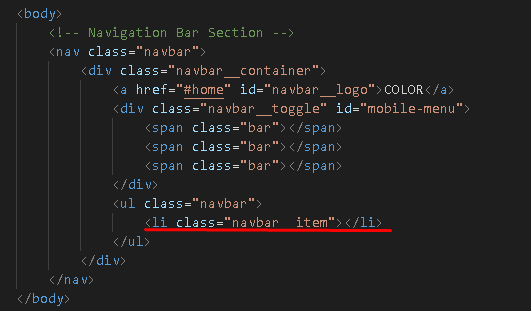 <body>
<!-- Navigation Bar Section -->
<nav class="navbar">
<div class="navbar__container">
<a href="#home" id="navbar__logo">COLOR</a>
<div class="navbar__toggle" id="mobile-menu">
<span class="bar"></span>
<span class="bar"></span>
<span class="bar"></span>
</div>
<ul class="navbar">
<li class="navbar__item"></li>
</ul>
</div>
</nav>
</body>